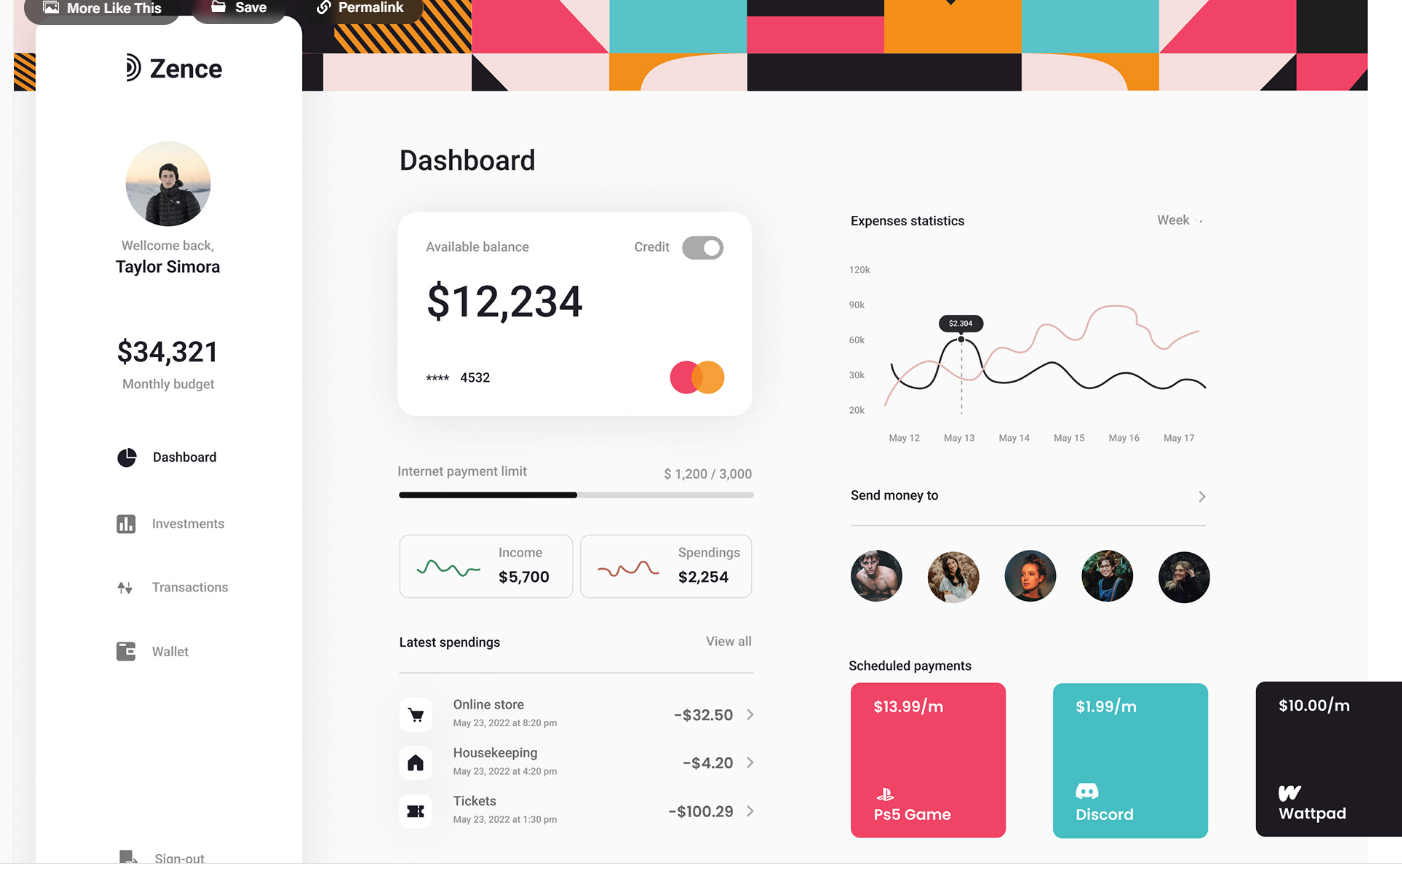 More Like This
Save
Permalink
Zence
Wellcome back,
Taylor Simora
$34,321
Monthly budget
Dashboard
Investments
Transactions
Wallet
Sign-out
Dashboard
Available balance
Credit
$12,234
**** 4532
Internet payment limit
$ 1,200 / 3,000
Income
$5,700
Spendings
$2,254
Latest spendings
View all
Online store
May 23, 2022 at 8:20 pm
-$32.50
Housekeeping
May 23, 2022 at 4:20 pm
-$4.20
Tickets
May 23, 2022 at 1:30 pm
-$100.29
Expenses statistics
Week
120k
90k
60k
30k
20k
$2.304
May 12
May 13
May 14
May 15
May 16
May 17
Send money to
Scheduled payments
$13.99/m
Ps5 Game
$1.99/m
Discord
$10.00/m
Wattpad